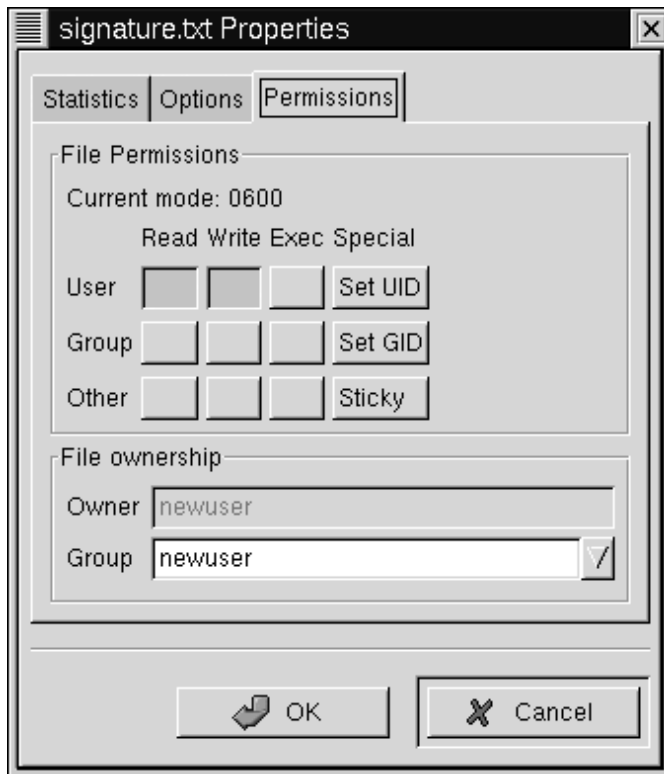 signature.txt Properties
Statistics Options Permissions
File Permissions
Current mode: 0600
Read Write Exec Special
User Set UID
Group Set GID
Other Sticky
File ownership
Owner newuser
Group newuser
OK Cancel